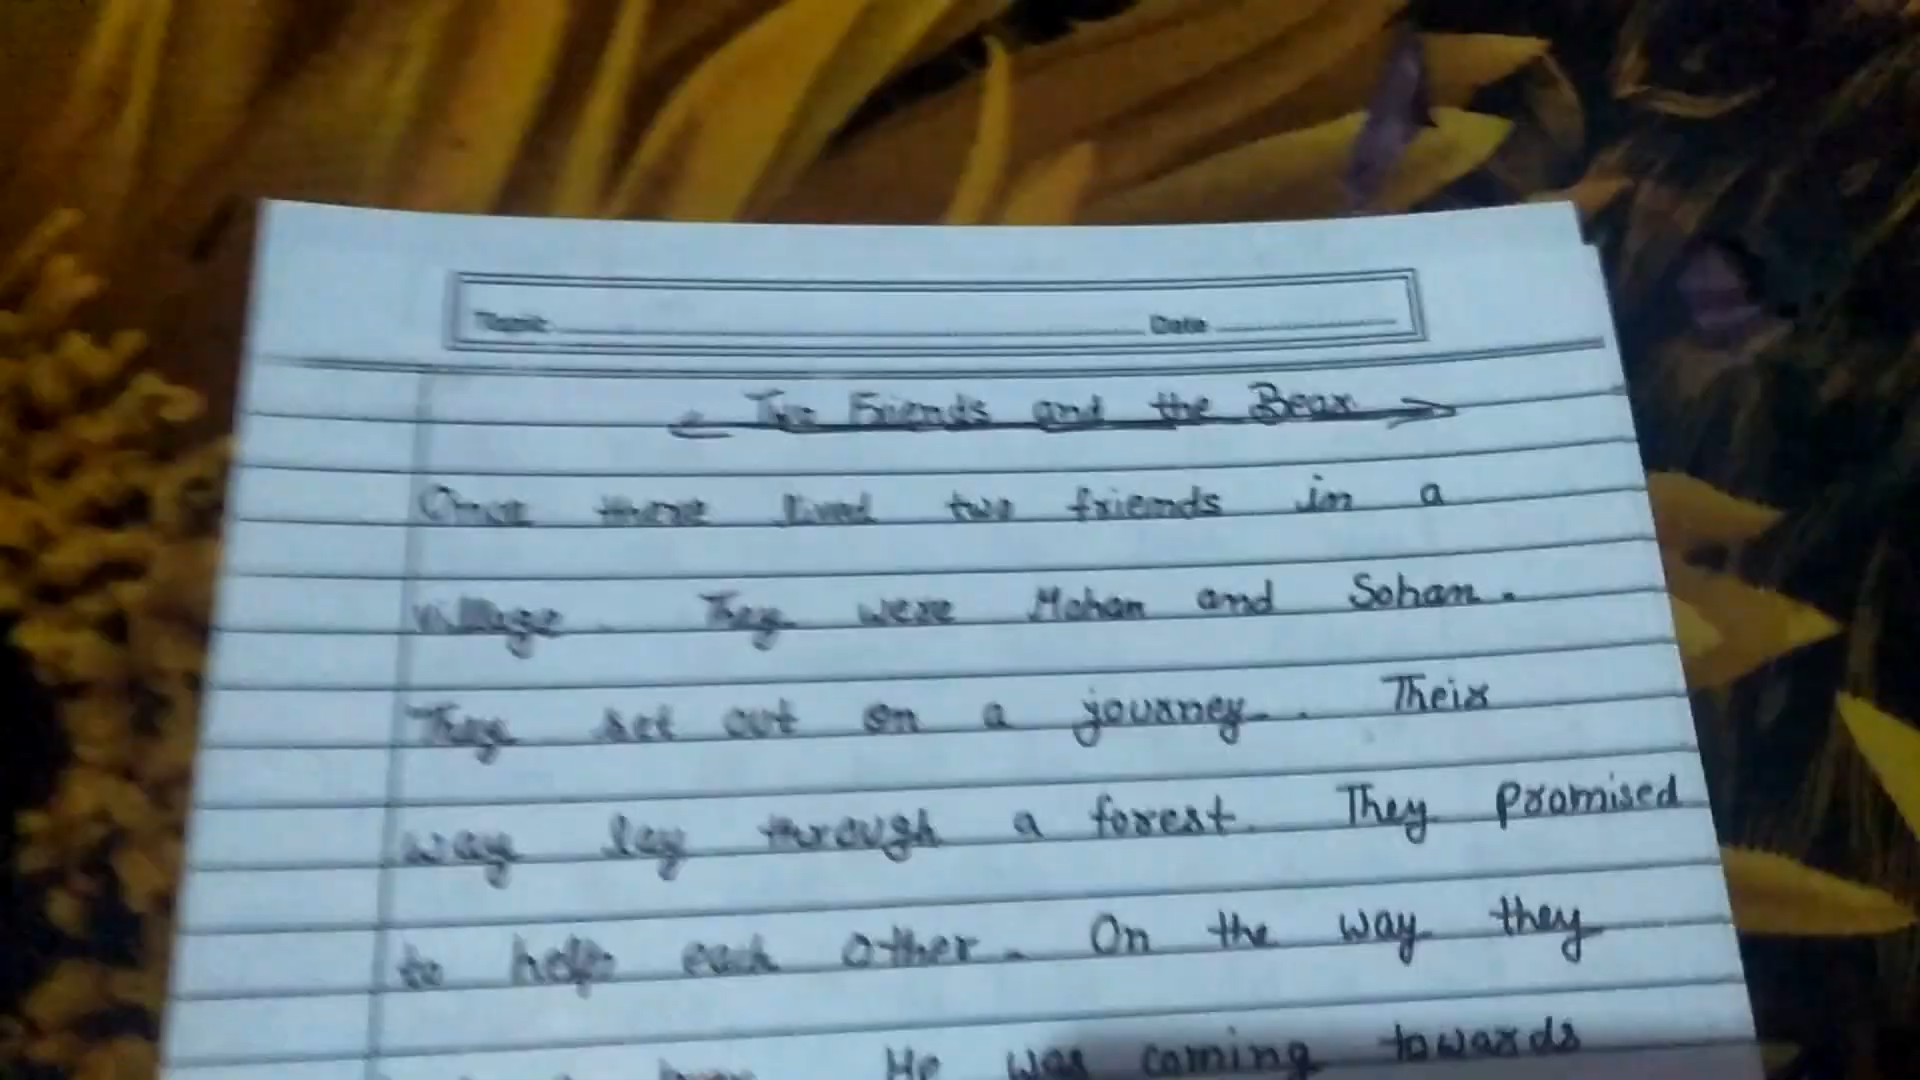 Topic Date
Two Friends and the Bear
Once there lived two friends in a
village. They were Mohan and Sohan.
They set out on a journey. Their
way lay through a forest. They promised
to help each other. On the way they
He was coming towards